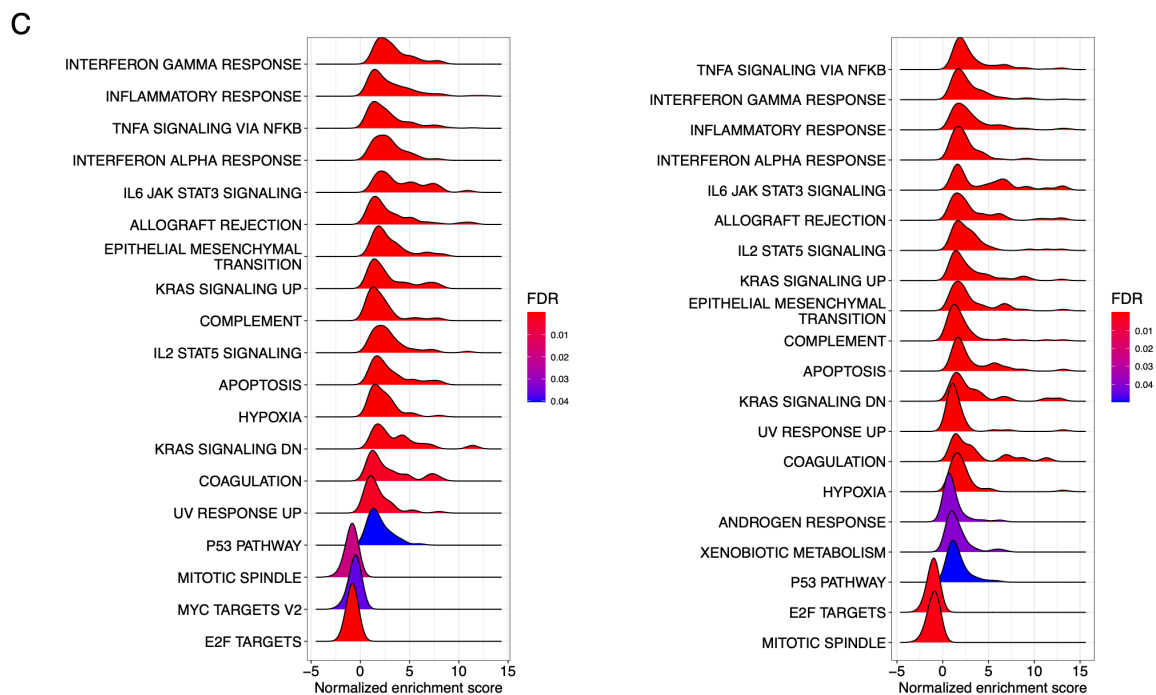 C
INTERFERON GAMMA RESPONSE
INFLAMMATORY RESPONSE
TNFA SIGNALING VIA NFKB
INTERFERON ALPHA RESPONSE
IL6 JAK STAT3 SIGNALING
ALLOGRAFT REJECTION
EPITHELIAL MESENCHYMAL
TRANSITION
KRAS SIGNALING UP
COMPLEMENT
IL2 STAT5 SIGNALING
APOPTOSIS
HYPOXIA
KRAS SIGNALING DN
COAGULATION
UV RESPONSE UP
P53 PATHWAY
MITOTIC SPINDLE
MYC TARGETS V2
E2F TARGETS
−5 0 5 10 15
Normalized enrichment score
FDR
0.01
0.02
0.03
0.04
TNFA SIGNALING VIA NFKB
INTERFERON GAMMA RESPONSE
INFLAMMATORY RESPONSE
INTERFERON ALPHA RESPONSE
IL6 JAK STAT3 SIGNALING
ALLOGRAFT REJECTION
IL2 STAT5 SIGNALING
KRAS SIGNALING UP
EPITHELIAL MESENCHYMAL
TRANSITION
COMPLEMENT
APOPTOSIS
KRAS SIGNALING DN
UV RESPONSE UP
COAGULATION
HYPOXIA
ANDROGEN RESPONSE
XENOBIOTIC METABOLISM
P53 PATHWAY
E2F TARGETS
MITOTIC SPINDLE
−5 0 5 10 15
Normalized enrichment score
FDR
0.01
0.02
0.03
0.04